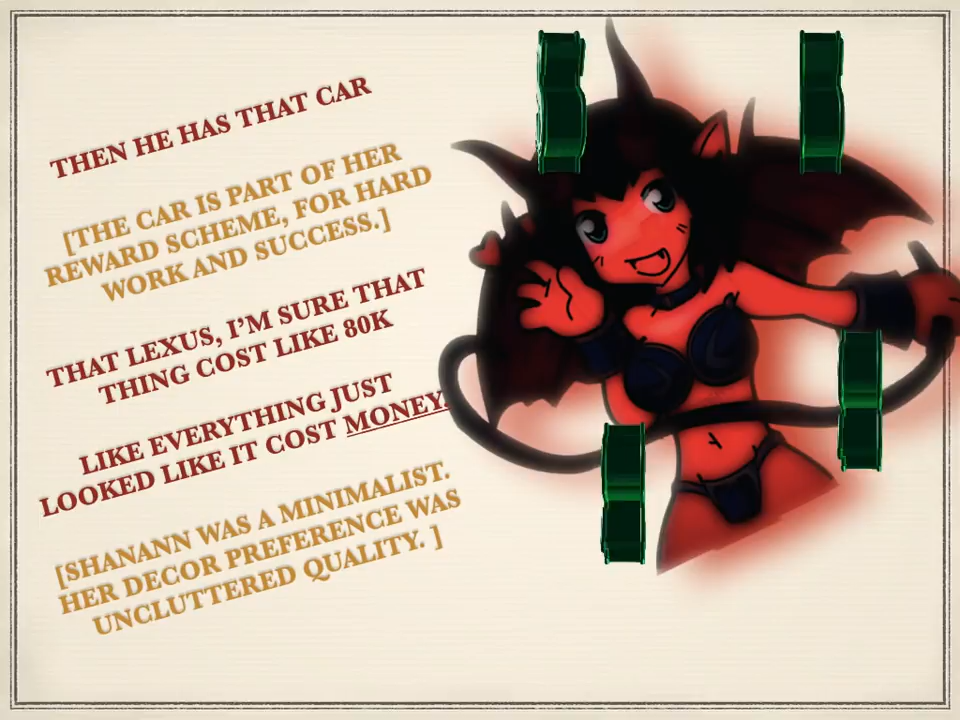 THEN HE HAS THAT CAR
[THE CAR IS PART OF HER
REWARD SCHEME, FOR HARD
WORK AND SUCCESS.]
THAT LEXUS, I'M SURE THAT
THING COST LIKE 80K
LIKE EVERYTHING JUST
LOOKED LIKE IT COST MONEY.
[SHANANN WAS A MINIMALIST.
HER DECOR PREFERENCE WAS
UNCLUTTERED QUALITY. ]